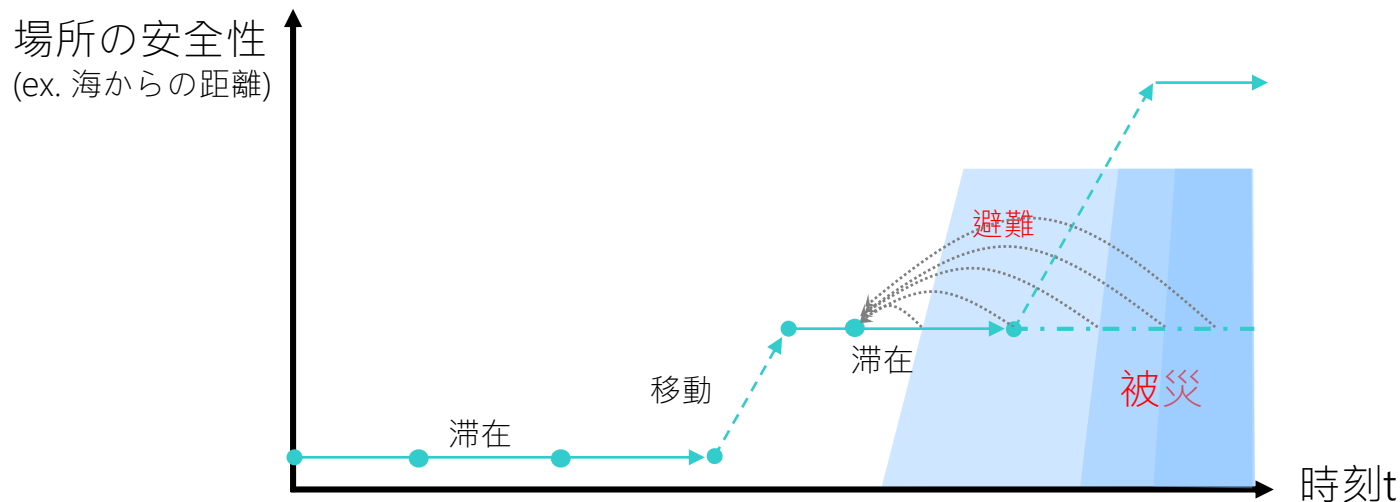 場所の安全性
(ex. 海からの距離)
避難
滞在
被災
移動
滞在
時刻t